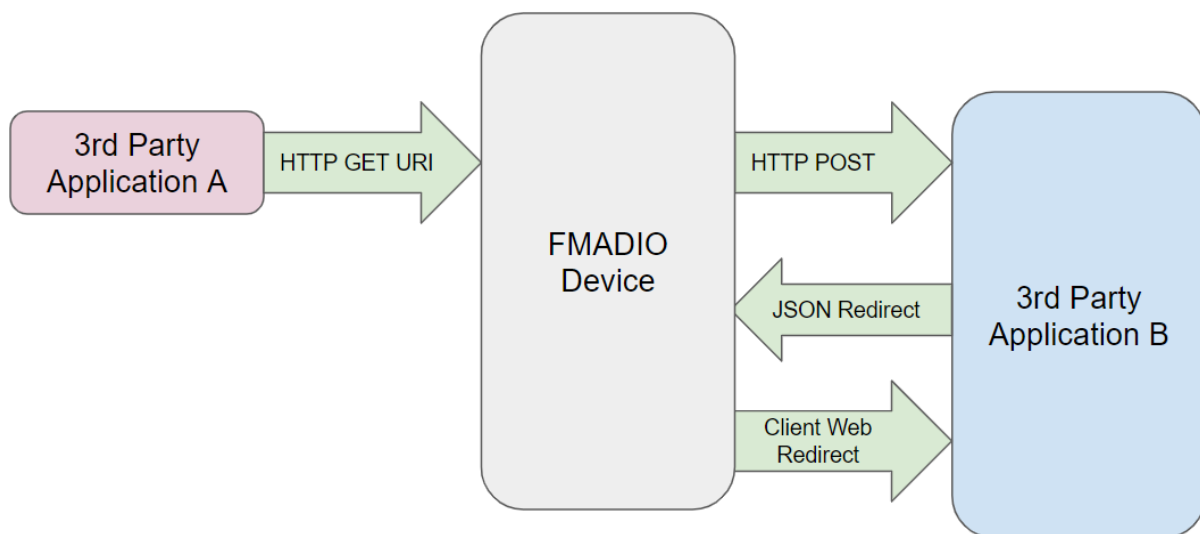 3rd Party
Application A
HTTP GET URI
FMADIO
Device
HTTP POST
JSON Redirect
Client Web
Redirect
3rd Party
Application B